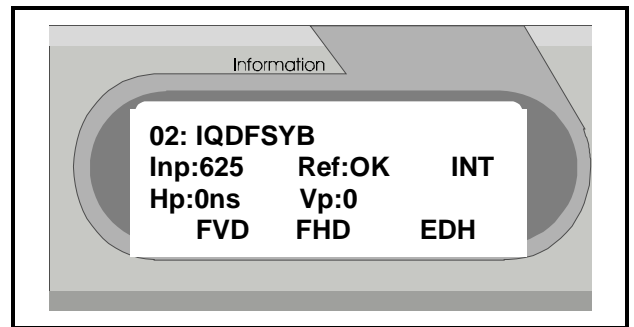 Information
02: IQDFSYB
Inp:625 Ref:OK INT
Hp:0ns Vp:0
FVD FHD EDH